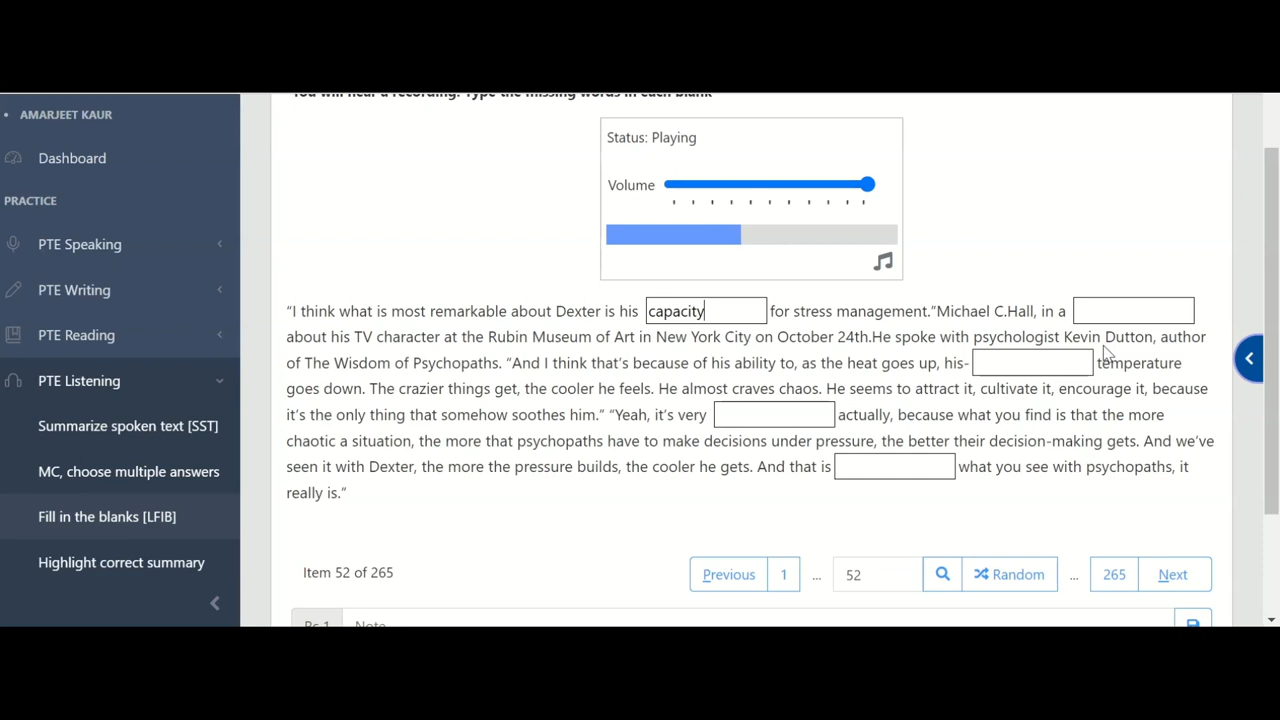 You will hear a recording. Type the missing words in each blank
• AMARJEET KAUR
Dashboard
PRACTICE
PTE Speaking
PTE Writing
PTE Reading
PTE Listening
Summarize spoken text [SST]
MC, choose multiple answers
Fill in the blanks [LFIB]
Highlight correct summary
Status: Playing
Volume
“I think what is most remarkable about Dexter is his capacity for stress management.”Michael C.Hall, in a
about his TV character at the Rubin Museum of Art in New York City on October 24th.He spoke with psychologist Kevin Dutton, author
of The Wisdom of Psychopaths. “And I think that’s because of his ability to, as the heat goes up, his- temperature
goes down. The crazier things get, the cooler he feels. He almost craves chaos. He seems to attract it, cultivate it, encourage it, because
it’s the only thing that somehow soothes him.” “Yeah, it’s very actually, because what you find is that the more
chaotic a situation, the more that psychopaths have to make decisions under pressure, the better their decision-making gets. And we’ve
seen it with Dexter, the more the pressure builds, the cooler he gets. And that is what you see with psychopaths, it
really is.”
Item 52 of 265
Previous 1 ... 52 Random ... 265 Next
Rs 1 Note